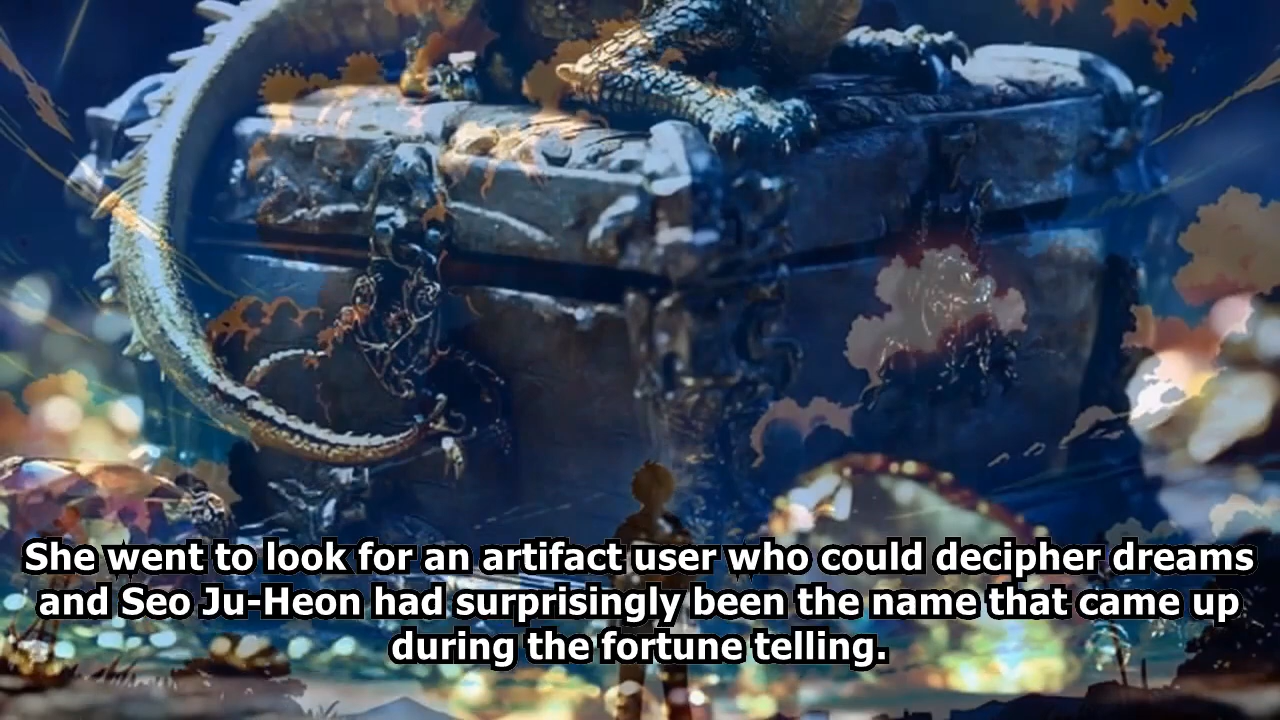 She went to look for an artifact user who could decipher dreams
and Seo Ju-Heon had surprisingly been the name that came up
during the fortune telling.